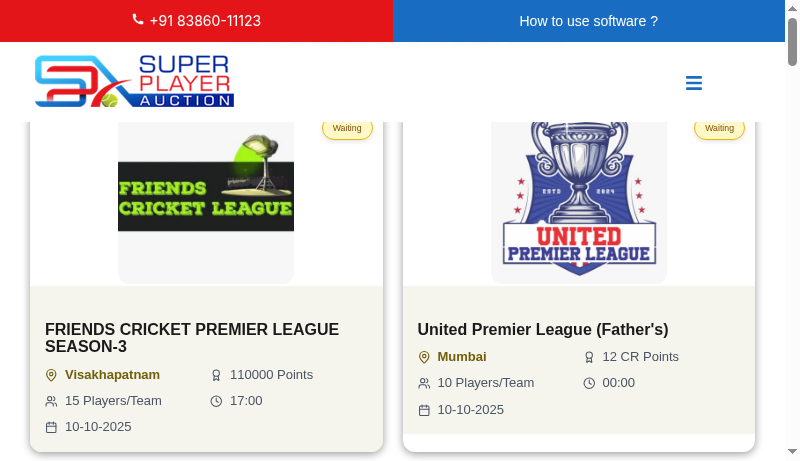 +91 83860-11123
How to use software ?
SUPER
PLAYER
AUCTION
Waiting
FRIENDS
CRICKET LEAGUE
FRIENDS CRICKET PREMIER LEAGUE
SEASON-3
Visakhapatnam
110000 Points
15 Players/Team
17:00
10-10-2025
Waiting
ESTD 2024
UNITED
PREMIER LEAGUE
United Premier League (Father's)
Mumbai
12 CR Points
10 Players/Team
00:00
10-10-2025